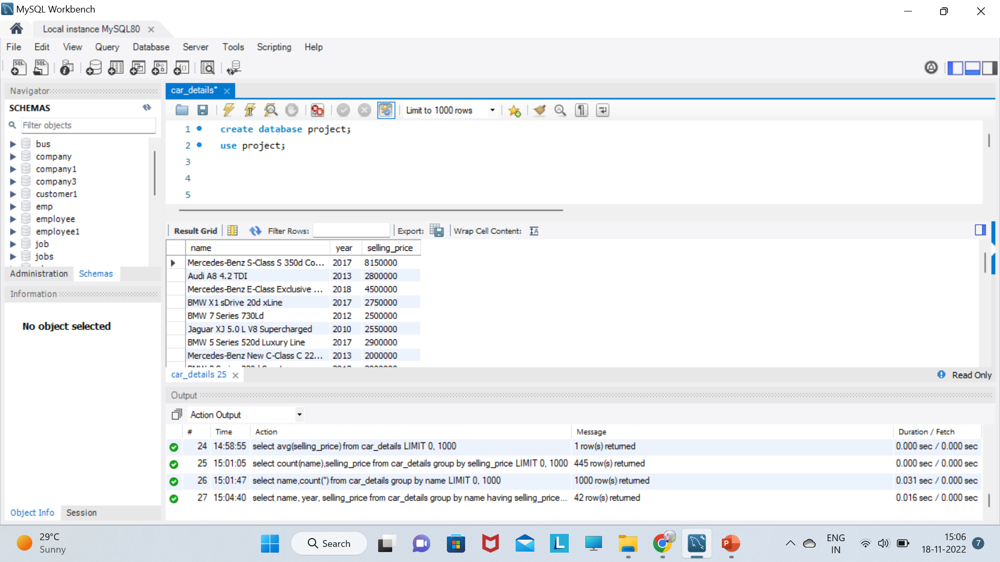 MySQL Workbench
Local instance MySQL80
File Edit View Query Database Server Tools Scripting Help
Navigator
SCHEMAS
Filter objects
bus
company
company1
company3
customer1
emp
employee
employee1
job
jobs
Administration Schemas
Information
No object selected
Object Info Session
car_details*
Limit to 1000 rows
1 create database project;
2 use project;
3
4
5
Result Grid Filter Rows: Export: Wrap Cell Content:
name year selling_price
Mercedes-Benz S-Class S 350d Co... 2017 8150000
Audi A8 4.2 TDI 2013 2800000
Mercedes-Benz E-Class Exclusive ... 2018 4500000
BMW X1 sDrive 20d xLine 2017 2750000
BMW 7 Series 730Ld 2012 2500000
Jaguar XJ 5.0 L V8 Supercharged 2010 2550000
BMW 5 Series 520d Luxury Line 2017 2900000
Mercedes-Benz New C-Class C 22... 2013 2000000
car_details 25 Read Only
Output
Action Output
# Time Action Message Duration / Fetch
24 14:58:55 select avg(selling_price) from car_details LIMIT 0, 1000 1 row(s) returned 0.000 sec / 0.000 sec
25 15:01:05 select count(name),selling_price from car_details group by selling_price LIMIT 0, 1000 445 row(s) returned 0.000 sec / 0.000 sec
26 15:01:47 select name,count(*) from car_details group by name LIMIT 0, 1000 1000 row(s) returned 0.031 sec / 0.000 sec
27 15:04:40 select name, year, selling_price from car_details group by name having selling_price... 42 row(s) returned 0.016 sec / 0.000 sec
29°C
Sunny
Search
ENG
IN
15:06
18-11-2022
7